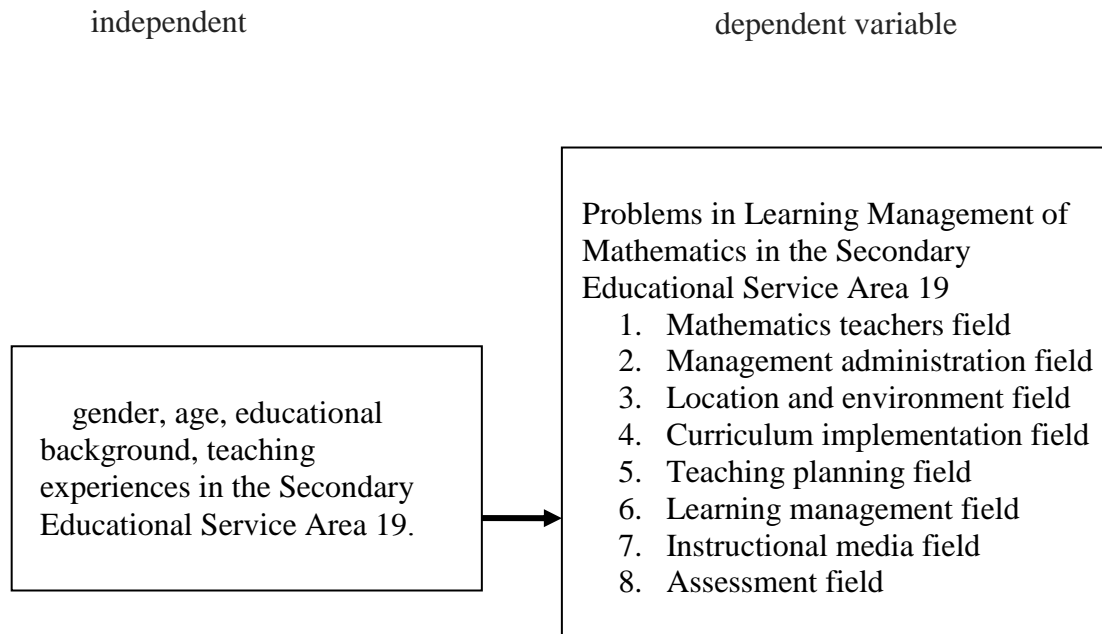 independent
dependent variable
gender, age, educational
background, teaching
experiences in the Secondary
Educational Service Area 19.
Problems in Learning Management of
Mathematics in the Secondary
Educational Service Area 19
1. Mathematics teachers field
2. Management administration field
3. Location and environment field
4. Curriculum implementation field
5. Teaching planning field
6. Learning management field
7. Instructional media field
8. Assessment field